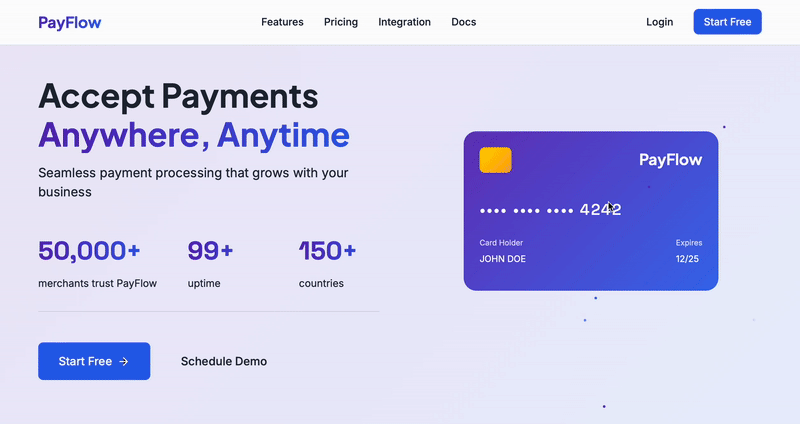 PayFlow
Features Pricing Integration Docs
Login
Start Free
Accept Payments
Anywhere, Anytime
Seamless payment processing that grows with your
business
50,000+
merchants trust PayFlow
99+
uptime
150+
countries
Start Free →
Schedule Demo
PayFlow
•••• •••• •••• 4242
Card Holder
JOHN DOE
Expires
12/25